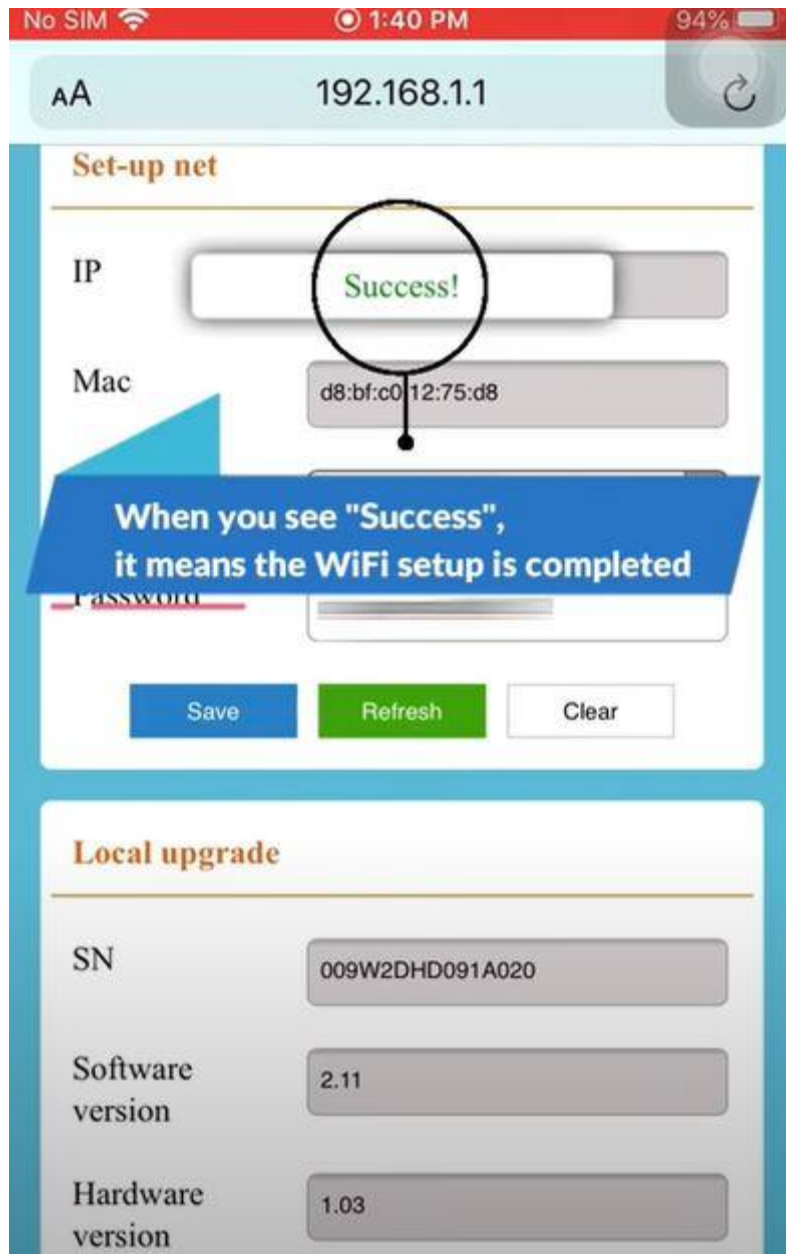 No SIM 1:40 PM 94%
AA 192.168.1.1
Set-up net
IP Success!
Mac d8:bf:c0:12:75:d8
When you see "Success",
it means the WiFi setup is completed
Password
Save Refresh Clear
Local upgrade
SN 009W2DHD091A020
Software
version 2.11
Hardware
version 1.03